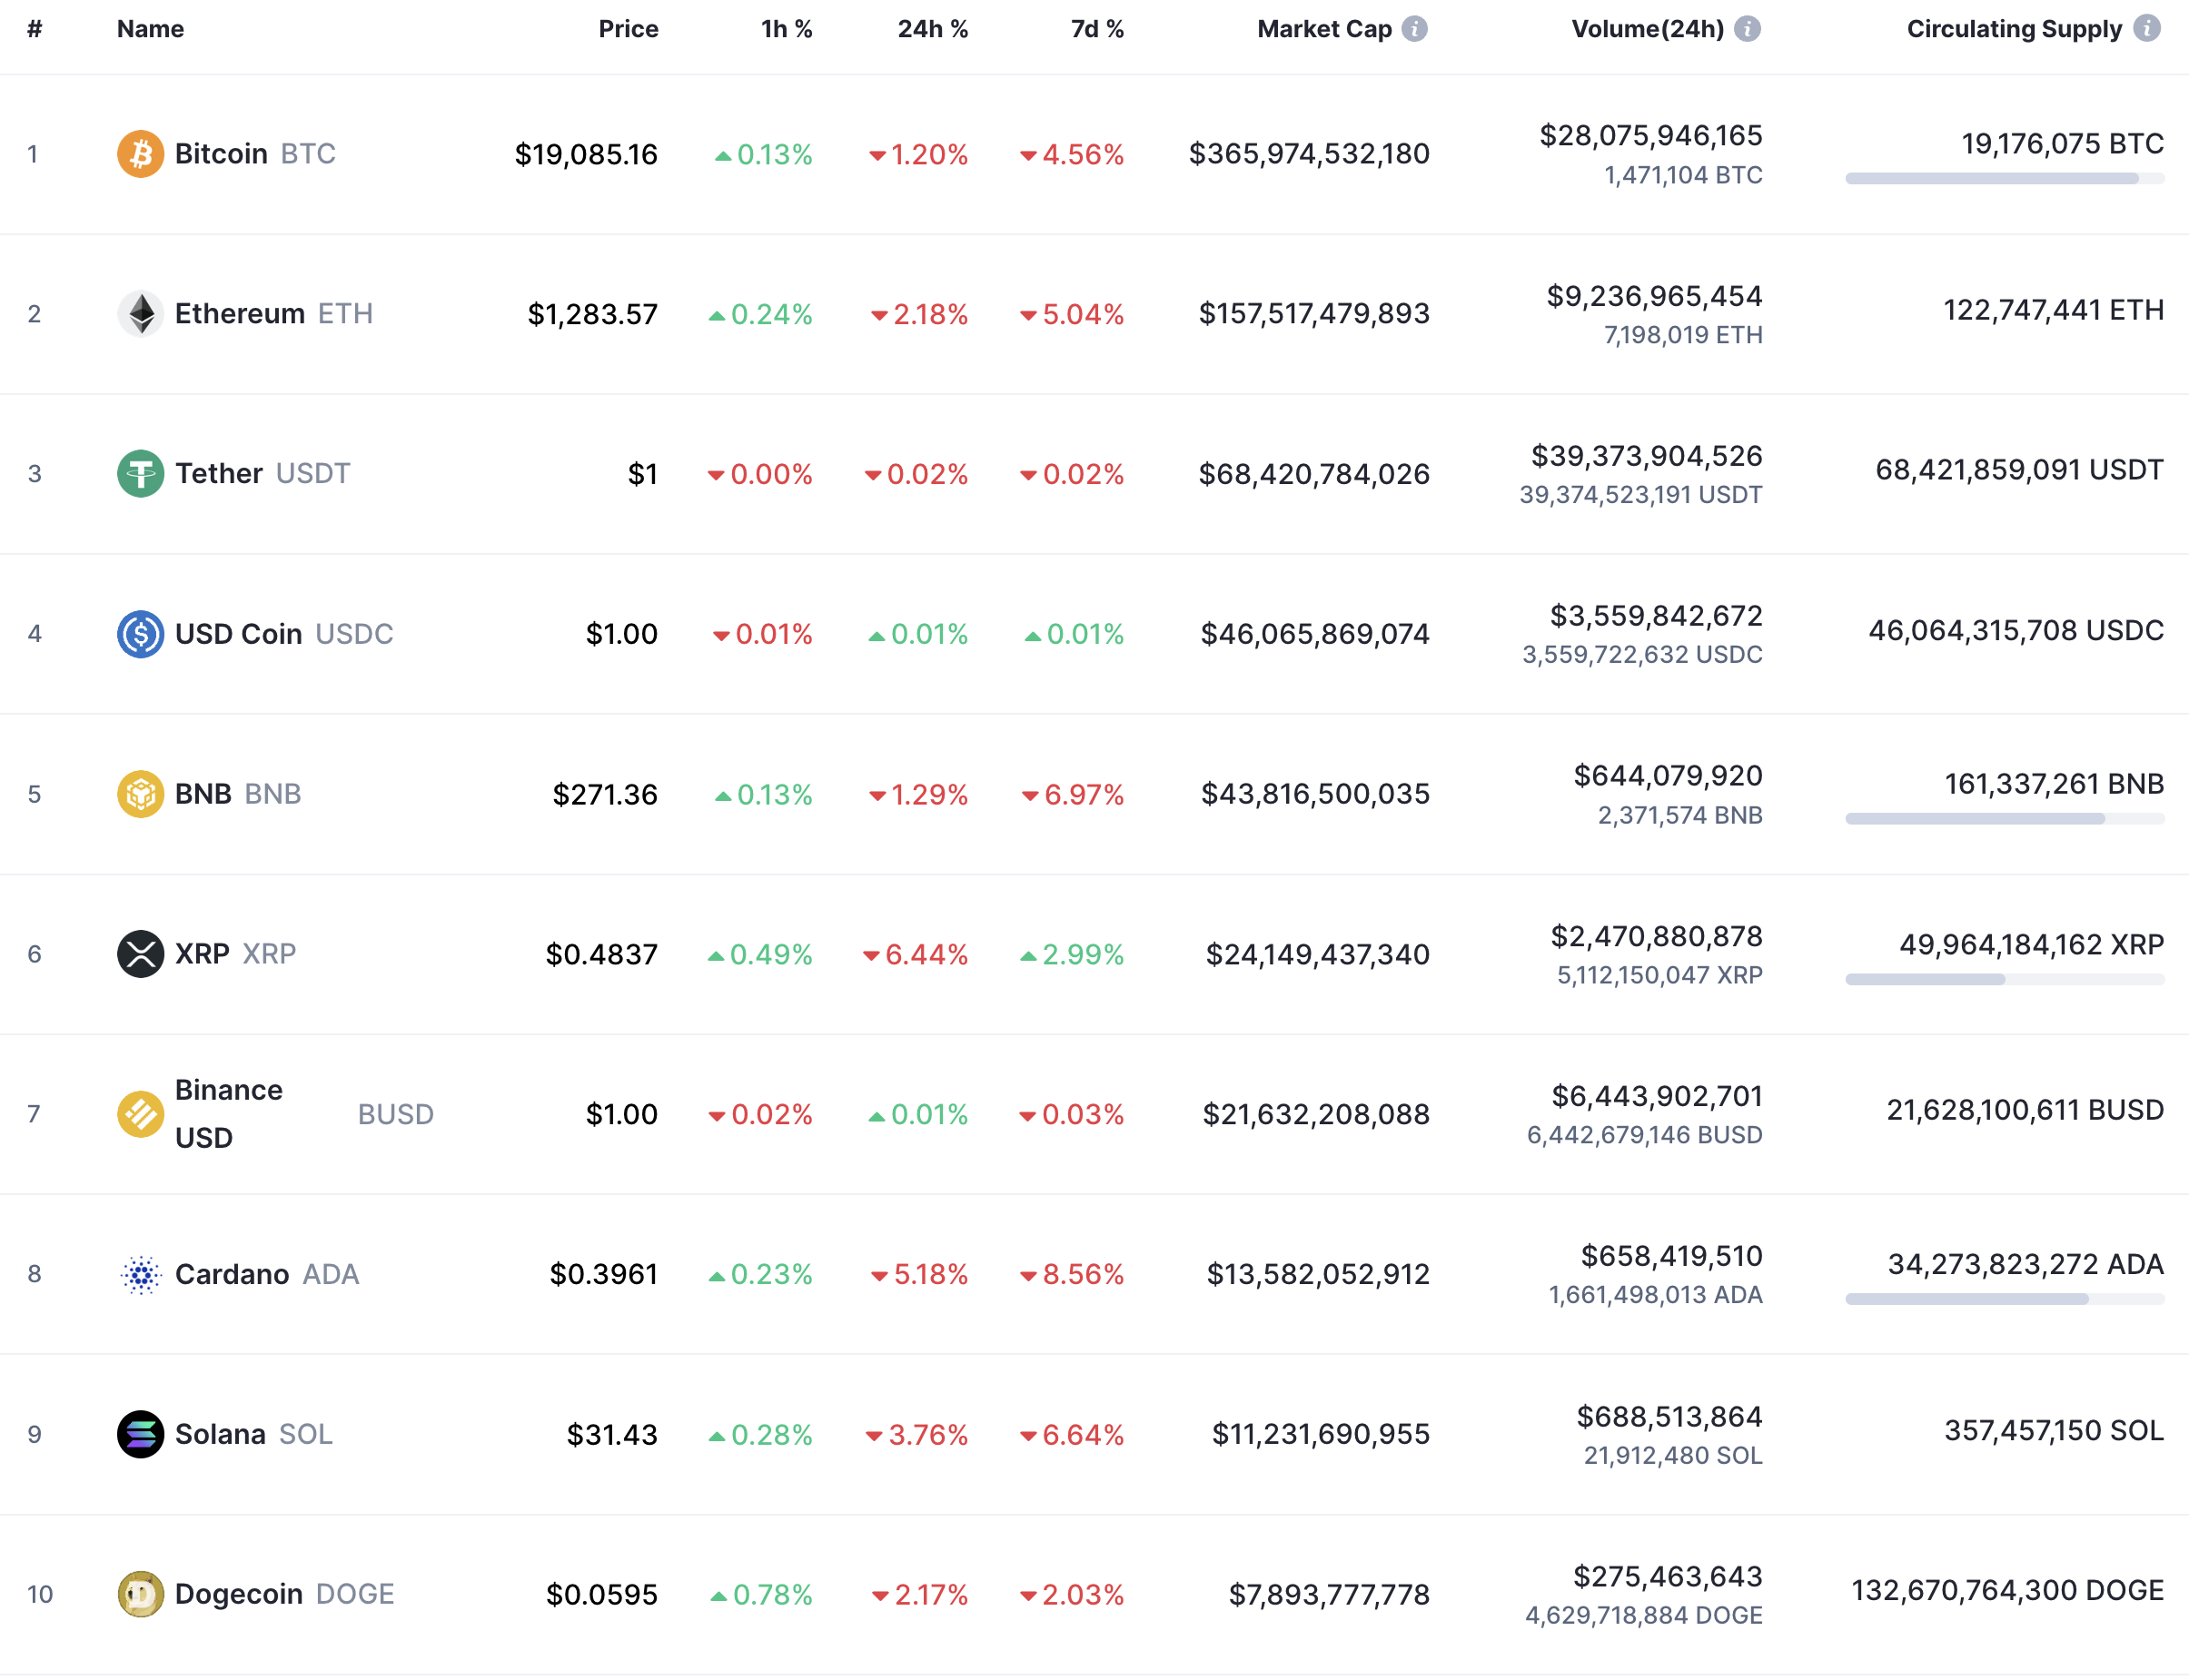 # Name Price 1h % 24h % 7d % Market Cap Volume(24h) Circulating Supply
1 Bitcoin BTC $19,085.16 0.13% 1.20% 4.56% $365,974,532,180 $28,075,946,165 19,176,075 BTC
1,471,104 BTC
2 Ethereum ETH $1,283.57 0.24% 2.18% 5.04% $157,517,479,893 $9,236,965,454 122,747,441 ETH
7,198,019 ETH
3 Tether USDT $1 0.00% 0.02% 0.02% $68,420,784,026 $39,373,904,526 68,421,859,091 USDT
39,374,523,191 USDT
4 USD Coin USDC $1.00 0.01% 0.01% 0.01% $46,065,869,074 $3,559,842,672 46,064,315,708 USDC
3,559,722,632 USDC
5 BNB BNB $271.36 0.13% 1.29% 6.97% $43,816,500,035 $644,079,920 161,337,261 BNB
2,371,574 BNB
6 XRP XRP $0.4837 0.49% 6.44% 2.99% $24,149,437,340 $2,470,880,878 49,964,184,162 XRP
5,112,150,047 XRP
7 Binance USD BUSD $1.00 0.02% 0.01% 0.03% $21,632,208,088 $6,443,902,701 21,628,100,611 BUSD
6,442,679,146 BUSD
8 Cardano ADA $0.3961 0.23% 5.18% 8.56% $13,582,052,912 $658,419,510 34,273,823,272 ADA
1,661,498,013 ADA
9 Solana SOL $31.43 0.28% 3.76% 6.64% $11,231,690,955 $688,513,864 357,457,150 SOL
21,912,480 SOL
10 Dogecoin DOGE $0.0595 0.78% 2.17% 2.03% $7,893,777,778 $275,463,643 132,670,764,300 DOGE
4,629,718,884 DOGE